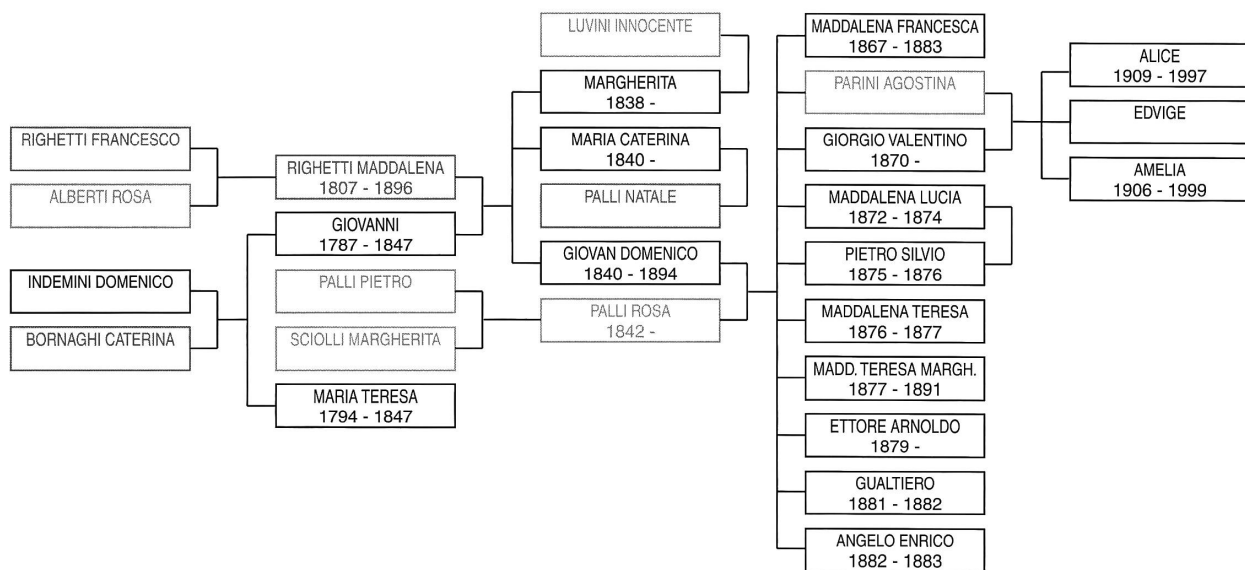 RIGHETTI FRANCESCO
ALBERTI ROSA
INDEMINI DOMENICO
BORNAGHI CATERINA
RIGHETTI MADDALENA
1807 - 1896
GIOVANNI
1787 - 1847
PALLI PIETRO
SCIOLLI MARGHERITA
MARIA TERESA
1794 - 1847
LUVINI INNOCENTE
MARGHERITA
1838 -
MARIA CATERINA
1840 -
PALLI NATALE
GIOVAN DOMENICO
1840 - 1894
PALLI ROSA
1842 -
MADDALENA FRANCESCA
1867 - 1883
PARINI AGOSTINA
GIORGIO VALENTINO
1870 -
MADDALENA LUCIA
1872 - 1874
PIETRO SILVIO
1875 - 1876
MADDALENA TERESA
1876 - 1877
MADD. TERESA MARGH.
1877 - 1891
ETTORE ARNOLDO
1879 -
GUALTIERO
1881 - 1882
ANGELO ENRICO
1882 - 1883
ALICE
1909 - 1997
EDVIGE
AMELIA
1906 - 1999